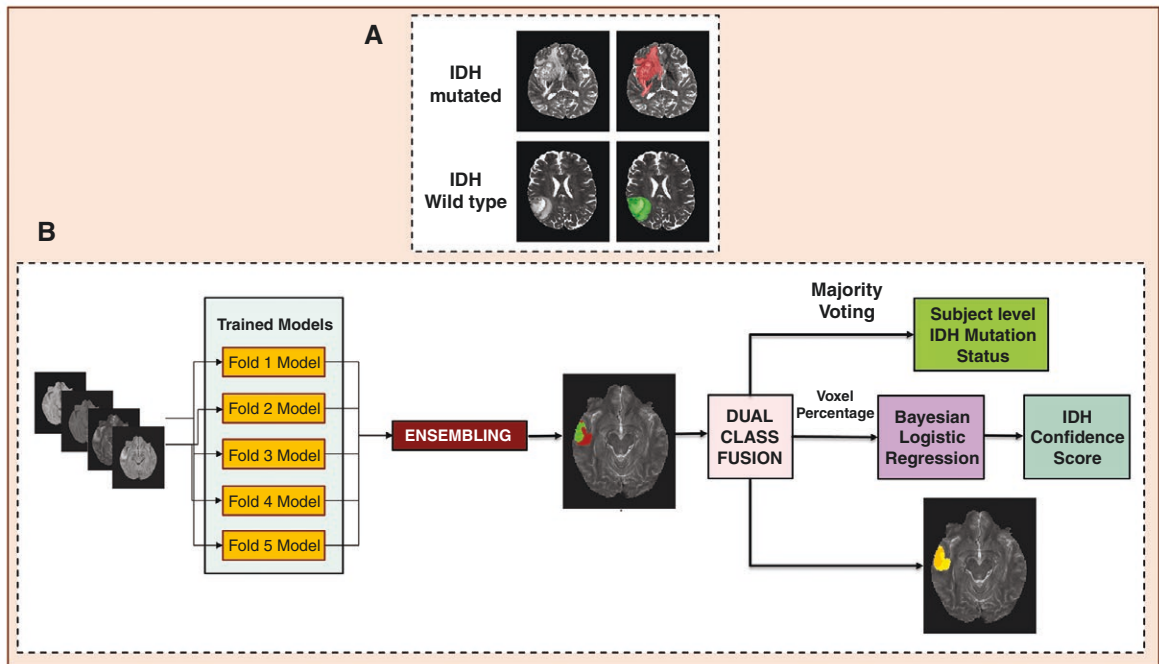 A
IDH
mutated
IDH
Wild type
B
Trained Models
Fold 1 Model
Fold 2 Model
Fold 3 Model
Fold 4 Model
Fold 5 Model
ENSEMBLING
DUAL
CLASS
FUSION
Majority
Voting
Subject level
IDH Mutation
Status
Voxel
Percentage
Bayesian
Logistic
Regression
IDH
Confidence
Score